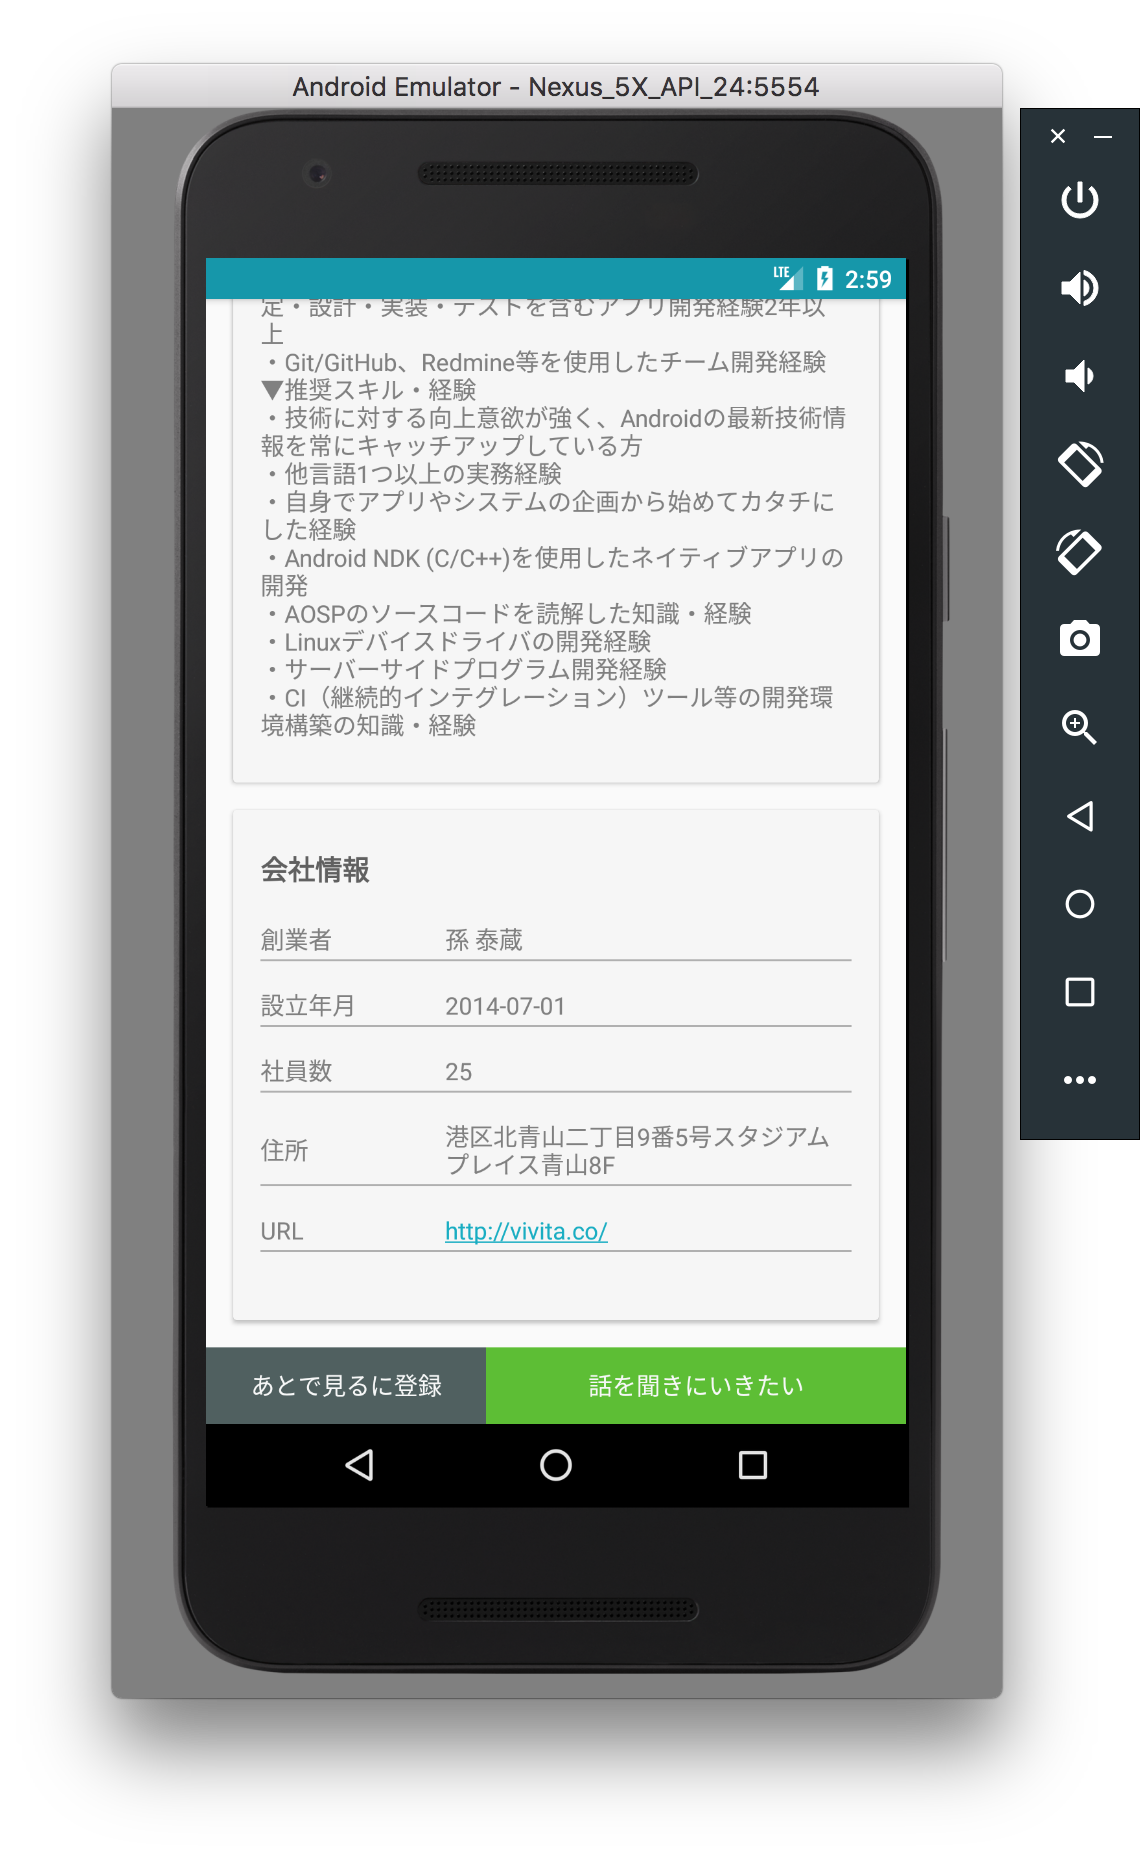 Android Emulator - Nexus_5X_API_24:5554
LTE 2:59
定・設計・実装・テストを含むアプリ開発経験2年以
上
・Git/GitHub、Redmine等を使用したチーム開発経験
▼推奨スキル・経験
・技術に対する向上意欲が強く、Androidの最新技術情
報を常にキャッチアップしている方
・他言語1つ以上の実務経験
・自身でアプリやシステムの企画から始めてカタチに
した経験
・Android NDK (C/C++)を使用したネイティブアプリの
開発
・AOSPのソースコードを読解した知識・経験
・Linuxデバイスドライバの開発経験
・サーバーサイドプログラム開発経験
・CI（継続的インテグレーション）ツール等の開発環
境構築の知識・経験
会社情報
創業者 孫 泰蔵
設立年月 2014-07-01
社員数 25
住所 港区北青山二丁目9番5号スタジアム
プレイス青山8F
URL http://vivita.co/
あとで見るに登録 話を聞きにいきたい